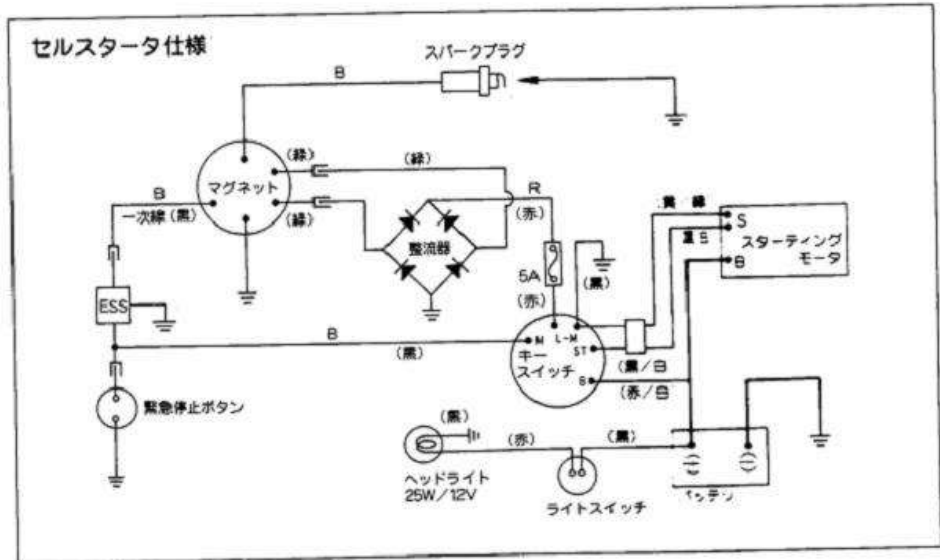 セルスタータ仕様
スパークプラグ
B
(緑)
(緑)
マグネット
B
一次線(黒)
(緑)
整流器
R
(赤)
5A
(赤)
(黒)
S
スターティング
モータ
B
ESS
B
(黒)
M
L-M
ST
B
キー
スイッチ
(黒/白)
(赤/白)
緊急停止ボタン
(黒)
(赤)
(黒)
ヘッドライト
25W/12V
ライトスイッチ